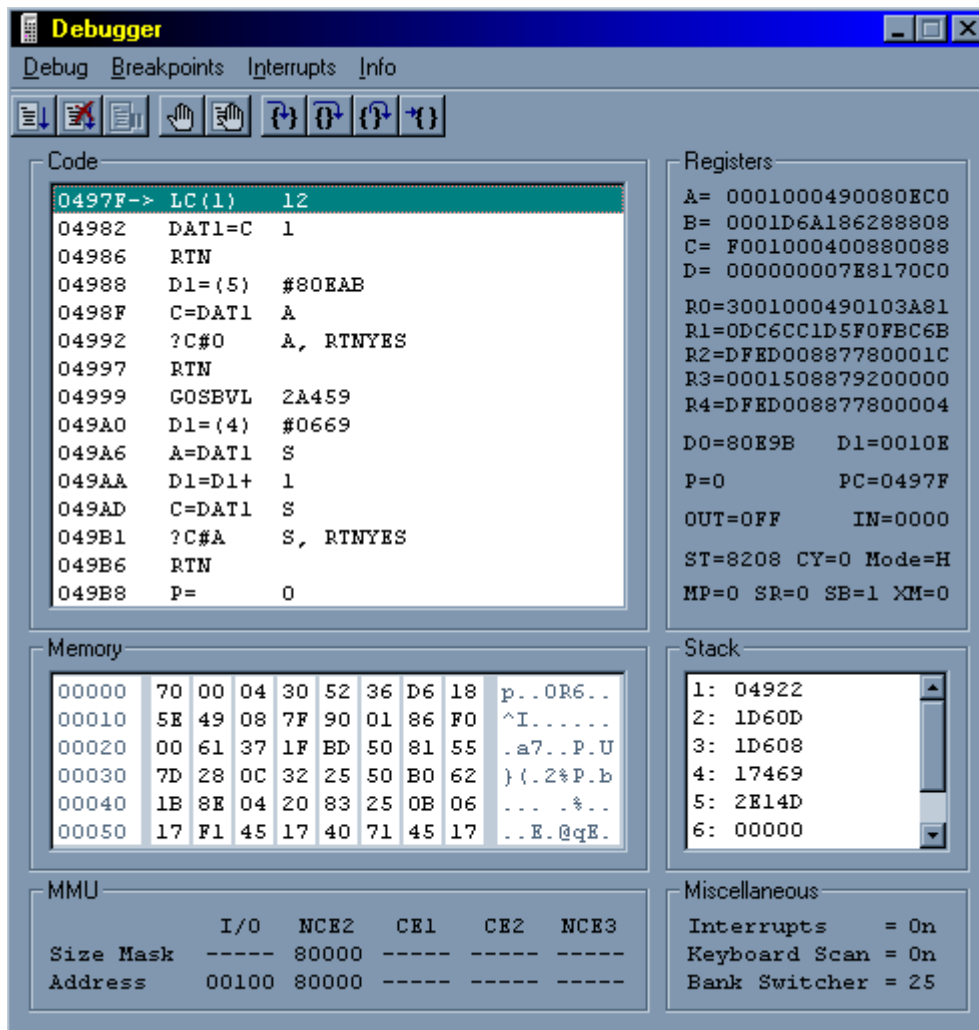 Debugger
Debug Breakpoints Interrupts Info
Code
0497F-> LC(1) 12
04982 DAT1=C 1
04986 RTN
04988 D1=(5) #80EAB
0498F C=DAT1 A
04992 ?C#0 A, RTNYES
04997 RTN
04999 GOSBVL 2A459
049A0 D1=(4) #0669
049A6 A=DAT1 S
049AA D1=D1+ 1
049AD C=DAT1 S
049B1 ?C#A S, RTNYES
049B6 RTN
049B8 P= 0
Registers
A= 0001000490080EC0
B= 0001D6A186288808
C= F001000400880088
D= 000000007E8170C0
R0=3001000490103A81
R1=0DC6CC1D5F0FBC6B
R2=DFED00887780001C
R3=0001508879200000
R4=DFED008877800004
D0=80E9B D1=0010E
P=0 PC=0497F
OUT=0FF IN=0000
ST=8208 CY=0 Mode=H
MP=0 SR=0 SB=1 XM=0
Memory
00000 70 00 04 30 52 36 D6 18 p..0R6..
00010 5E 49 08 7F 90 01 86 F0 ^I......
00020 00 61 37 1F BD 50 81 55 .a7..P.U
00030 7D 28 0C 32 25 50 B0 62 }(.2%P.b
00040 1B 8E 04 20 83 25 0B 06 ... .%..
00050 17 F1 45 17 40 71 45 17 ..E.@qE.
Stack
1: 04922
2: 1D60D
3: 1D608
4: 17469
5: 2E14D
6: 00000
MMU
I/O NCE2 CE1 CE2 NCE3
Size Mask ----- 80000 ----- ----- -----
Address 00100 80000 ----- ----- -----
Miscellaneous
Interrupts = On
Keyboard Scan = On
Bank Switcher = 25